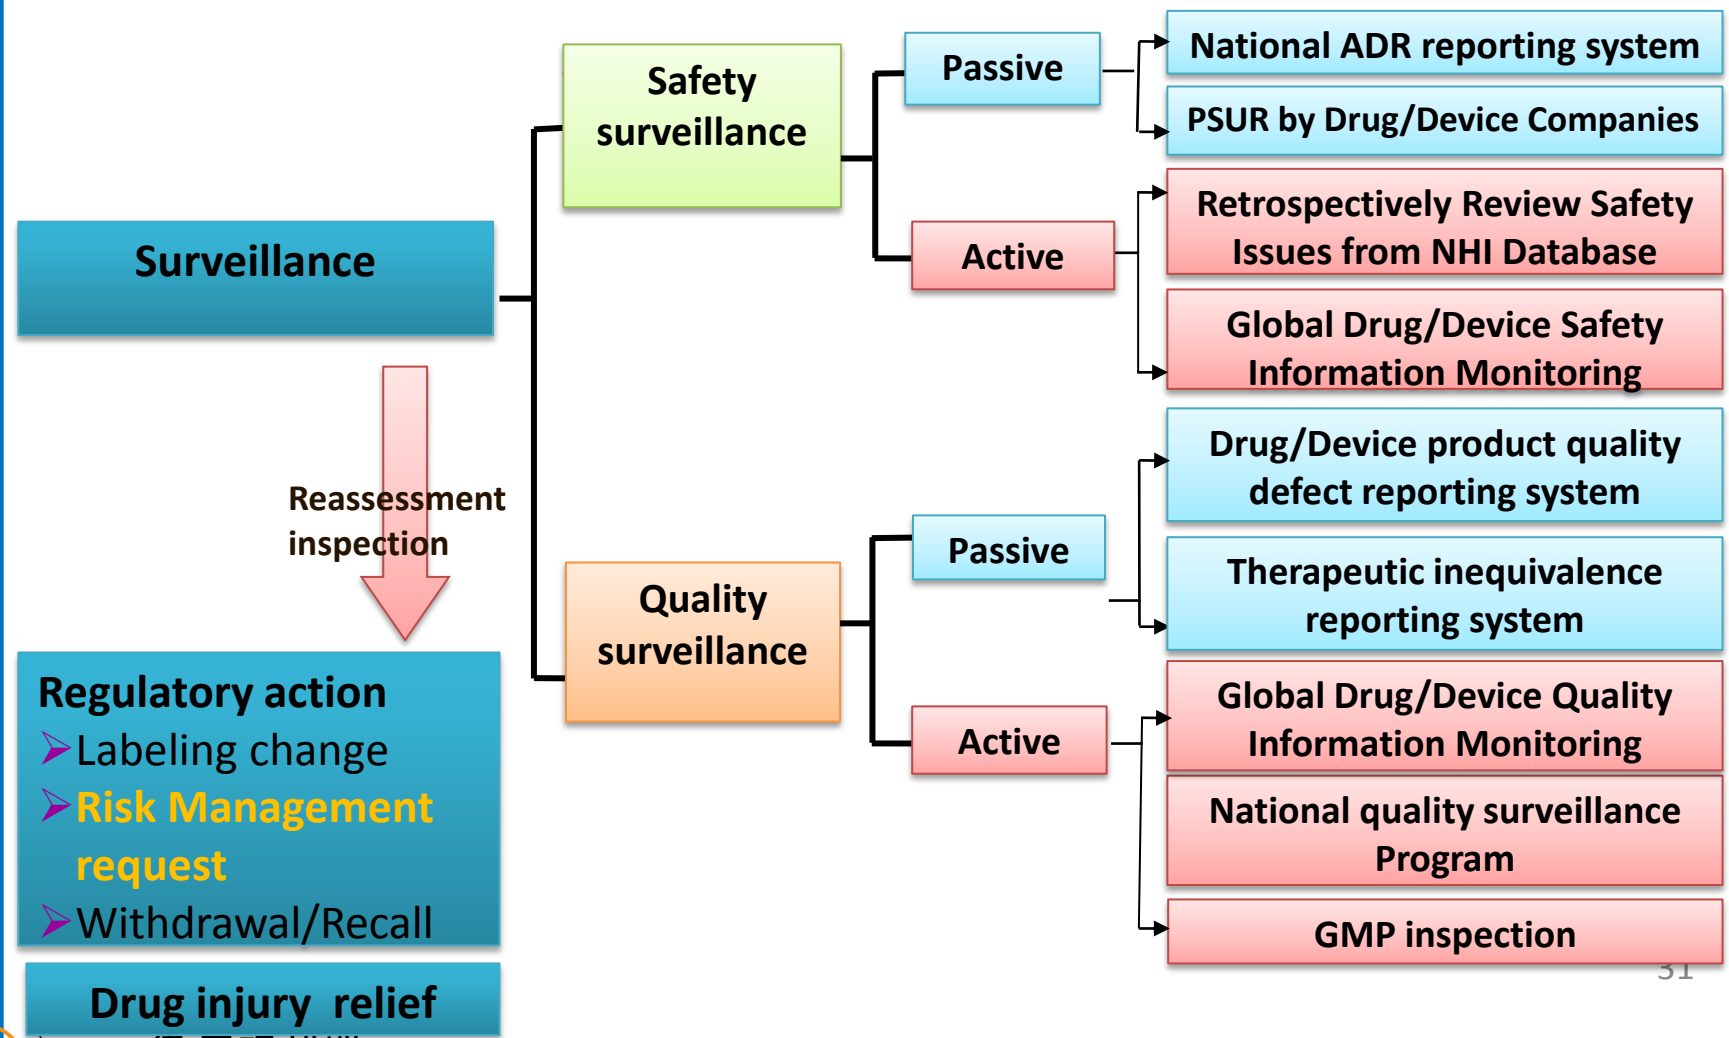 Surveillance
Reassessment
inspection
Regulatory action
Labeling change
Risk Management
request
Withdrawal/Recall
Drug injury relief
Safety
surveillance
Passive
National ADR reporting system
PSUR by Drug/Device Companies
Active
Retrospectively Review Safety
Issues from NHI Database
Global Drug/Device Safety
Information Monitoring
Quality
surveillance
Passive
Drug/Device product quality
defect reporting system
Therapeutic inequivalence
reporting system
Active
Global Drug/Device Quality
Information Monitoring
National quality surveillance
Program
GMP inspection
31